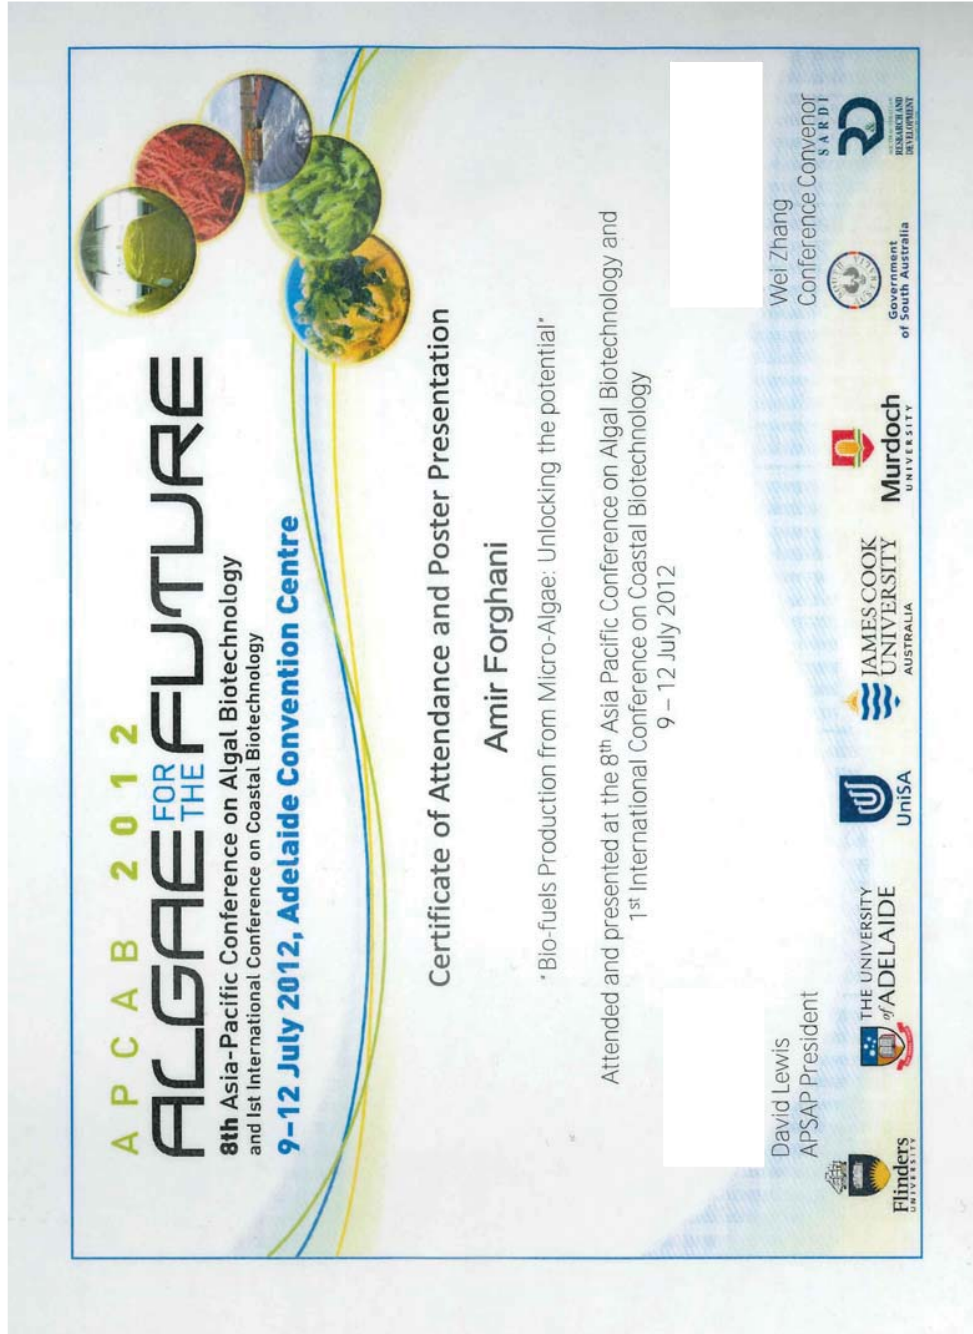 APCAB 2012
ALGAE FOR THE FUTURE
8th Asia-Pacific Conference on Algal Biotechnology
and Ist International Conference on Coastal Biotechnology
9–12 July 2012, Adelaide Convention Centre
Certificate of Attendance and Poster Presentation
Amir Forghani
"Bio-fuels Production from Micro-Algae: Unlocking the potential"
Attended and presented at the 8th Asia Pacific Conference on Algal Biotechnology and
1st International Conference on Coastal Biotechnology
9 – 12 July 2012
David Lewis
APSAP President
Wei Zhang
Conference Convenor
Flinders
UNIVERSITY
THE UNIVERSITY
of ADELAIDE
UniSA
JAMES COOK
UNIVERSITY
AUSTRALIA
Murdoch
UNIVERSITY
Government
of South Australia
SARDI
R&D
RESEARCH AND
DEVELOPMENT